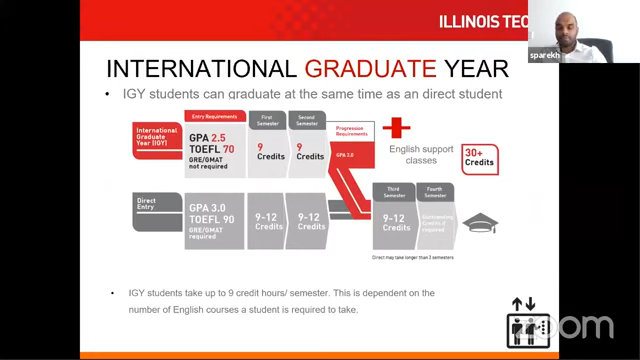 ILLINOIS TEC
sparekh
INTERNATIONAL GRADUATE YEAR
• IGY students can graduate at the same time as an direct student
Entry Requirements
First Semester
Second Semester
Progression Requirements
International Graduate Year (IGY)
GPA 2.5
TOEFL 70
GRE/GMAT not required
9 Credits
9 Credits
GPA 3.0
English support classes
30+ Credits
Direct Entry
GPA 3.0
TOEFL 90
GRE/GMAT required
9-12 Credits
9-12 Credits
Third Semester
Fourth Semester
9-12 Credits
Outstanding Credits if required
Direct may take longer than 3 semesters
• IGY students take up to 9 credit hours/ semester. This is dependent on the
number of English courses a student is required to take.
zoom